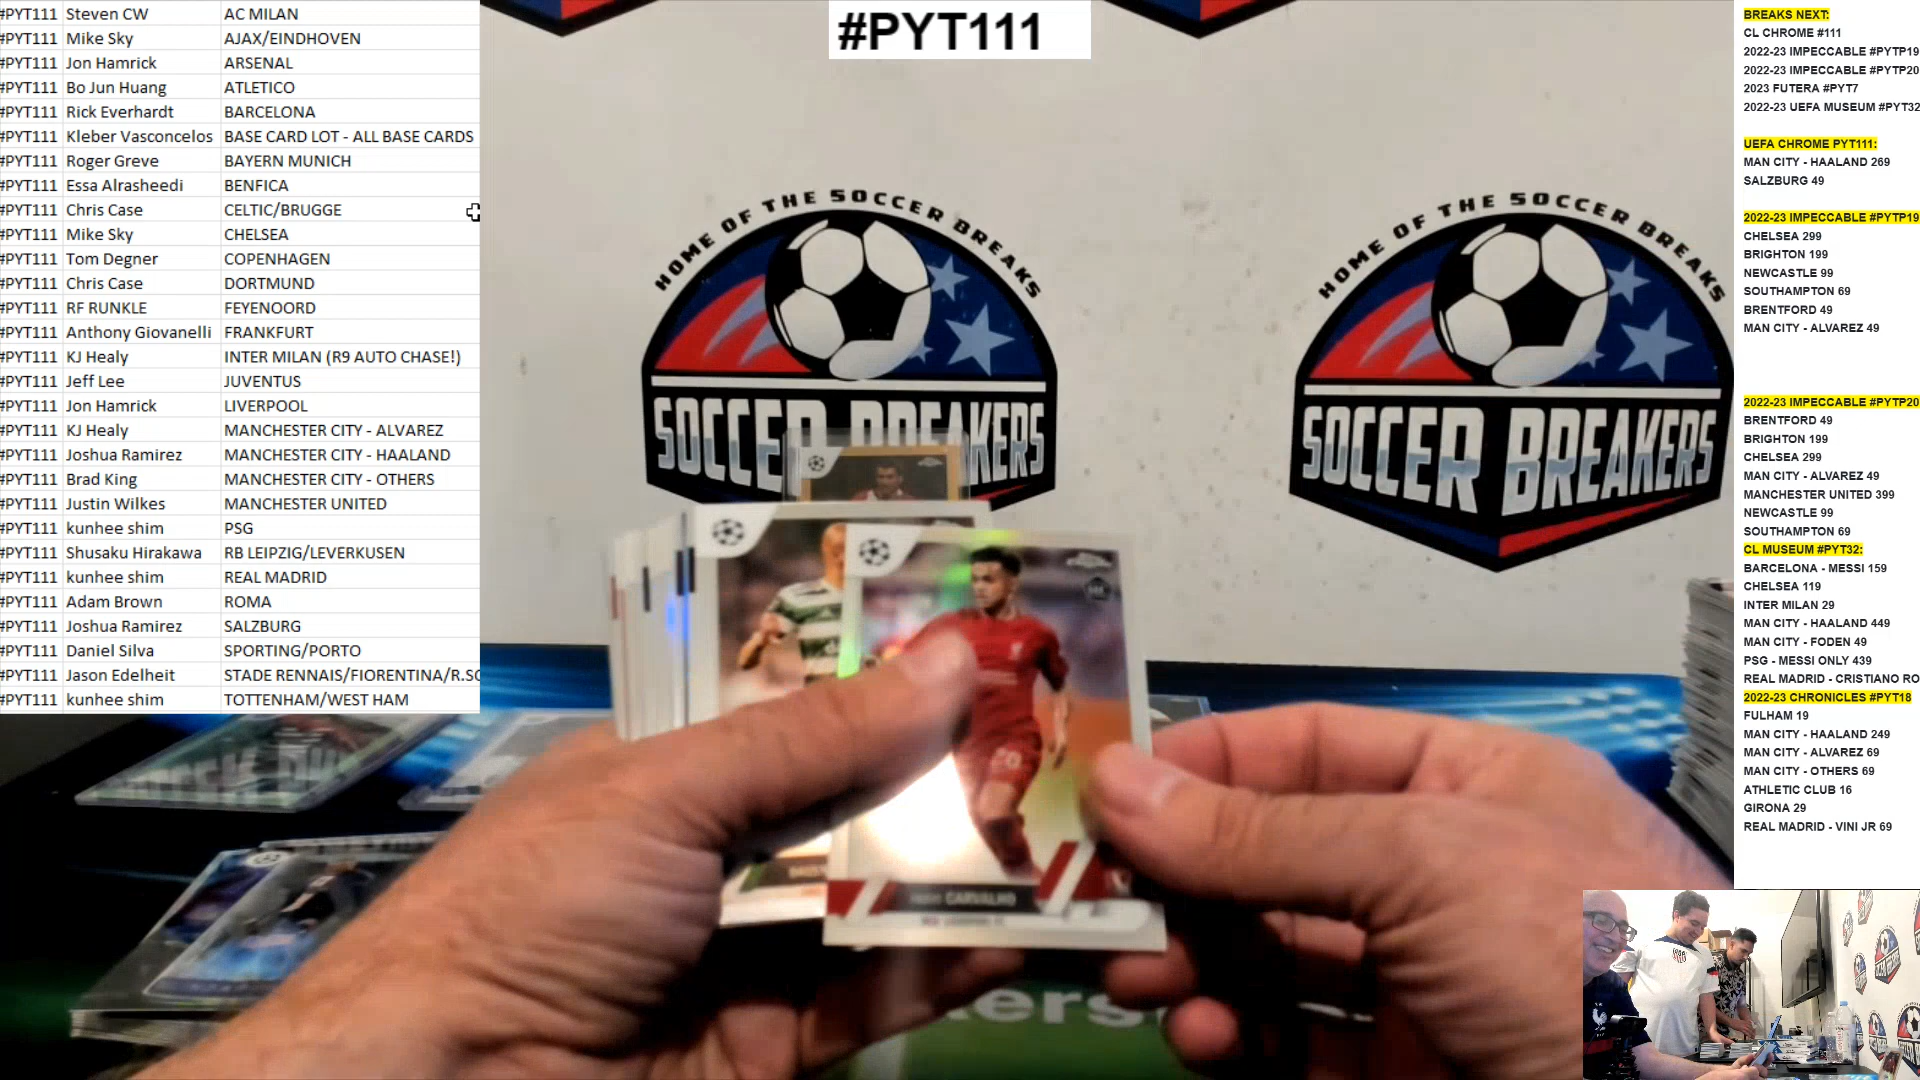 #PYT111 Steven CW AC MILAN
#PYT111 Mike Sky AJAX/EINDHOVEN
#PYT111 Jon Hamrick ARSENAL
#PYT111 Bo Jun Huang ATLETICO
#PYT111 Rick Everhardt BARCELONA
#PYT111 Kleber Vasconcelos BASE CARD LOT - ALL BASE CARDS
#PYT111 Roger Greve BAYERN MUNICH
#PYT111 Essa Alrasheedi BENFICA
#PYT111 Chris Case CELTIC/BRUGGE
#PYT111 Mike Sky CHELSEA
#PYT111 Tom Degner COPENHAGEN
#PYT111 Chris Case DORTMUND
#PYT111 RF RUNKLE FEYENOORD
#PYT111 Anthony Giovanelli FRANKFURT
#PYT111 KJ Healy INTER MILAN (R9 AUTO CHASE!)
#PYT111 Jeff Lee JUVENTUS
#PYT111 Jon Hamrick LIVERPOOL
#PYT111 KJ Healy MANCHESTER CITY - ALVAREZ
#PYT111 Joshua Ramirez MANCHESTER CITY - HAALAND
#PYT111 Brad King MANCHESTER CITY - OTHERS
#PYT111 Justin Wilkes MANCHESTER UNITED
#PYT111 kunhee shim PSG
#PYT111 Shusaku Hirakawa RB LEIPZIG/LEVERKUSEN
#PYT111 kunhee shim REAL MADRID
#PYT111 Adam Brown ROMA
#PYT111 Joshua Ramirez SALZBURG
#PYT111 Daniel Silva SPORTING/PORTO
#PYT111 Jason Edelheit STADE RENNAIS/FIORENTINA/R.SO
#PYT111 kunhee shim TOTTENHAM/WEST HAM
#PYT111
HOME OF THE SOCCER BREAKS
SOCCER BREAKERS
HOME OF THE SOCCER BREAKS
SOCCER BREAKERS
CARVALHO
kers
BREAKS NEXT:
CL CHROME #111
2022-23 IMPECCABLE #PYTP19
2022-23 IMPECCABLE #PYTP20
2023 FUTERA #PYT7
2022-23 UEFA MUSEUM #PYT32
UEFA CHROME PYT111:
MAN CITY - HAALAND 269
SALZBURG 49
2022-23 IMPECCABLE #PYTP19
CHELSEA 299
BRIGHTON 199
NEWCASTLE 99
SOUTHAMPTON 69
BRENTFORD 49
MAN CITY - ALVAREZ 49
2022-23 IMPECCABLE #PYTP20
BRENTFORD 49
BRIGHTON 199
CHELSEA 299
MAN CITY - ALVAREZ 49
MANCHESTER UNITED 399
NEWCASTLE 99
SOUTHAMPTON 69
CL MUSEUM #PYT32:
BARCELONA - MESSI 159
CHELSEA 119
INTER MILAN 29
MAN CITY - HAALAND 449
MAN CITY - FODEN 49
PSG - MESSI ONLY 439
REAL MADRID - CRISTIANO RO
2022-23 CHRONICLES #PYT18
FULHAM 19
MAN CITY - HAALAND 249
MAN CITY - ALVAREZ 69
MAN CITY - OTHERS 69
ATHLETIC CLUB 16
GIRONA 29
REAL MADRID - VINI JR 69